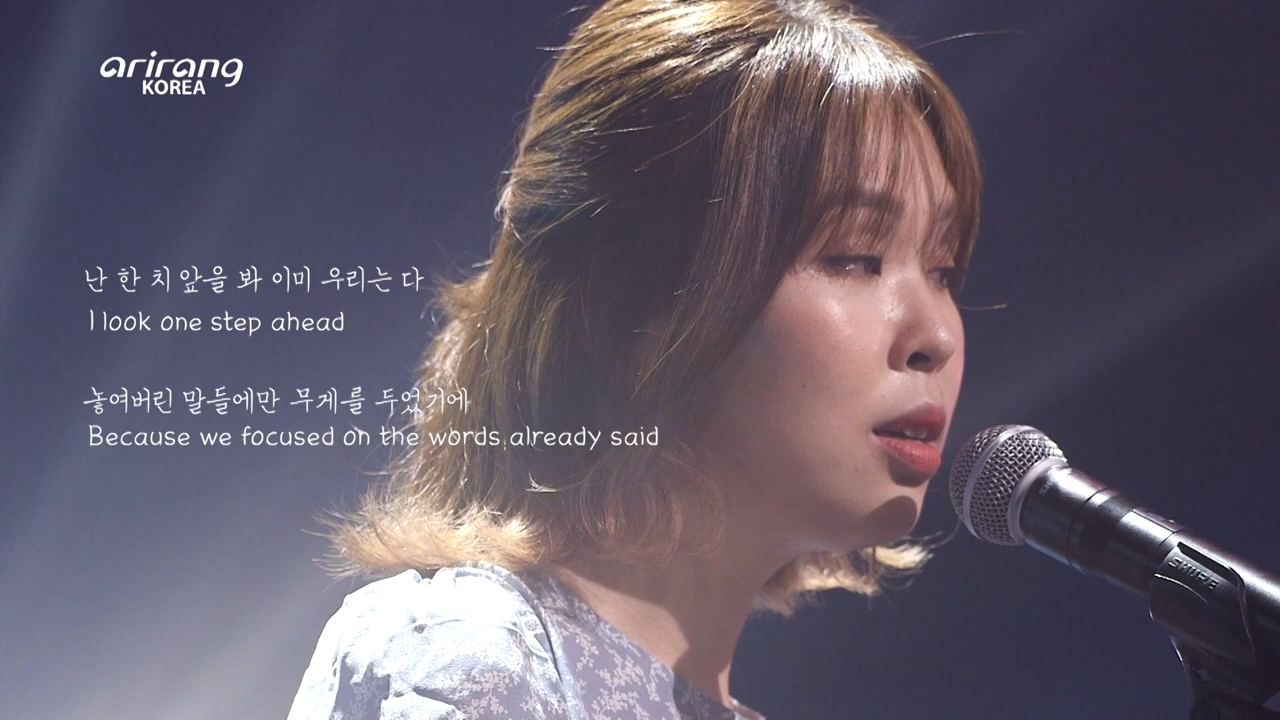 arirang
KOREA
난 한 치 앞을 봐 이미 우리는 다
I look one step ahead
놓여버린 말들에만 무게를 두었기에
Because we focused on the words already said
SHURE